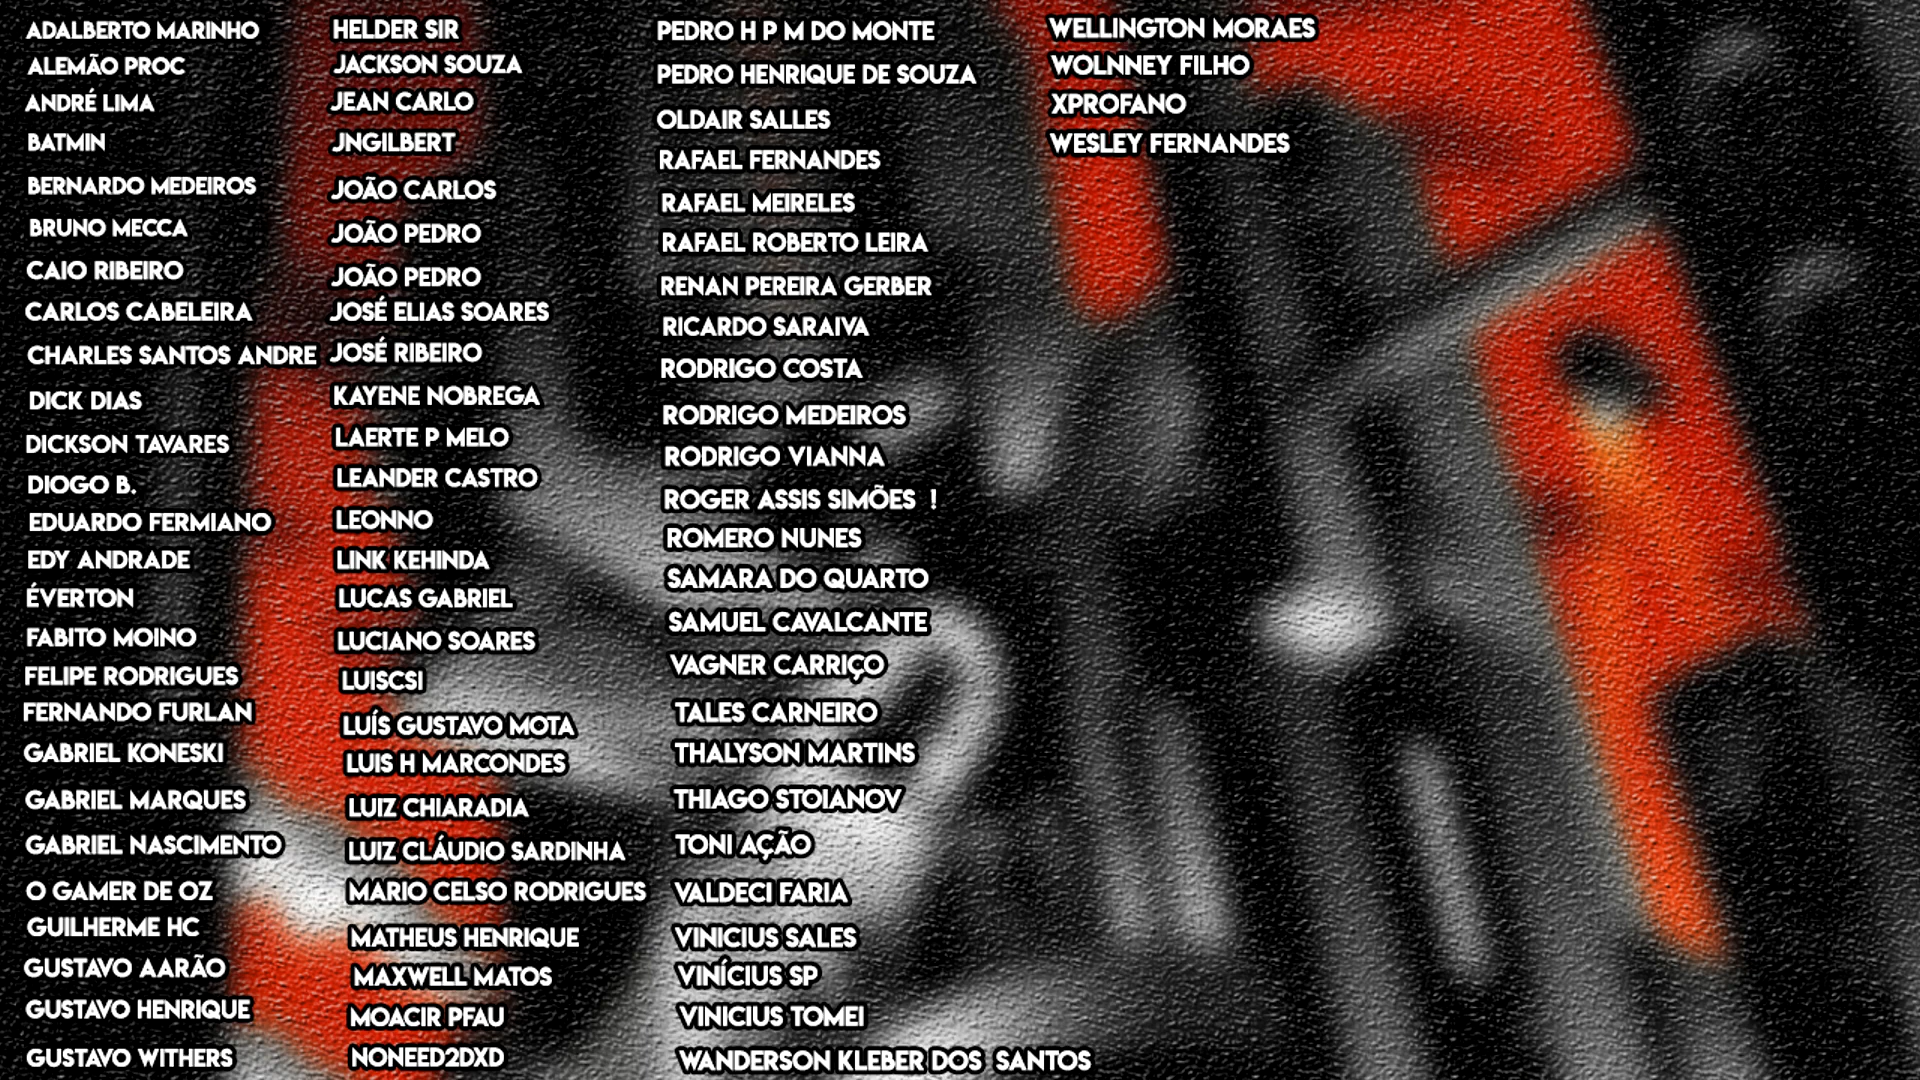 ADALBERTO MARINHO
ALEMÃO PROC
ANDRÉ LIMA
BATMIN
BERNARDO MEDEIROS
BRUNO MECCA
CAIO RIBEIRO
CARLOS CABELEIRA
CHARLES SANTOS ANDRE
DICK DIAS
DICKSON TAVARES
DIOGO B.
EDUARDO FERMIANO
EDY ANDRADE
ÉVERTON
FABITO MOINO
FELIPE RODRIGUES
FERNANDO FURLAN
GABRIEL KONESKI
GABRIEL MARQUES
GABRIEL NASCIMENTO
O GAMER DE OZ
GUILHERME HC
GUSTAVO AARÃO
GUSTAVO HENRIQUE
GUSTAVO WITHERS
HELDER SIR
JACKSON SOUZA
JEAN CARLO
JNGILBERT
JOÃO CARLOS
JOÃO PEDRO
JOÃO PEDRO
JOSÉ ELIAS SOARES
JOSÉ RIBEIRO
KAYENE NOBREGA
LAERTE P MELO
LEANDER CASTRO
LEONNO
LINK KEHINDA
LUCAS GABRIEL
LUCIANO SOARES
LUISCSI
LUÍS GUSTAVO MOTA
LUIS H MARCONDES
LUIZ CHIARADIA
LUIZ CLÁUDIO SARDINHA
MARIO CELSO RODRIGUES
MATHEUS HENRIQUE
MAXWELL MATOS
MOACIR PFAU
NONEED2DXD
PEDRO H P M DO MONTE
PEDRO HENRIQUE DE SOUZA
OLDAIR SALLES
RAFAEL FERNANDES
RAFAEL MEIRELES
RAFAEL ROBERTO LEIRA
RENAN PEREIRA GERBER
RICARDO SARAIVA
RODRIGO COSTA
RODRIGO MEDEIROS
RODRIGO VIANNA
ROGER ASSIS SIMÕES !
ROMERO NUNES
SAMARA DO QUARTO
SAMUEL CAVALCANTE
VAGNER CARRIÇO
TALES CARNEIRO
THALYSON MARTINS
THIAGO STOIANOV
TONI AÇÃO
VALDECI FARIA
VINICIUS SALES
VINÍCIUS SP
VINICIUS TOMEI
WANDERSON KLEBER DOS SANTOS
WELLINGTON MORAES
WOLNNEY FILHO
XPROFANO
WESLEY FERNANDES